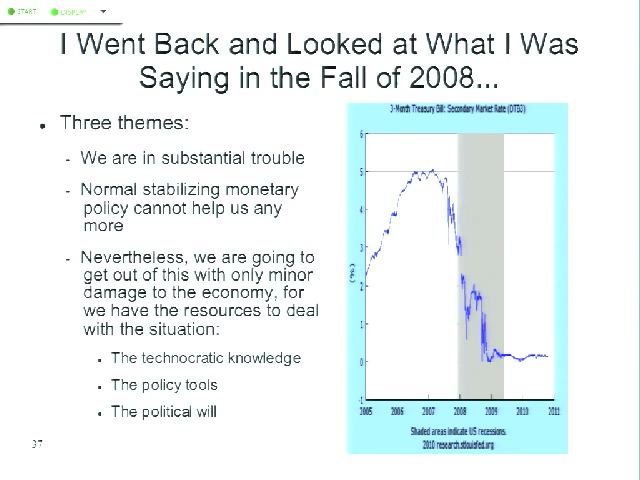 START
DISPLAY
I Went Back and Looked at What I Was
Saying in the Fall of 2008...
• Three themes:
- We are in substantial trouble
- Normal stabilizing monetary
policy cannot help us any
more
- Nevertheless, we are going to
get out of this with only minor
damage to the economy, for
we have the resources to deal
with the situation:
• The technocratic knowledge
• The policy tools
• The political will
37
3-Month Treasury Bill: Secondary Market Rate (DTB3)
6
5
4
3
2
1
0
-1
(%)
2005 2006 2007 2008 2009 2010 2011
Shaded areas indicate US recessions.
2010 research.stlouisfed.org